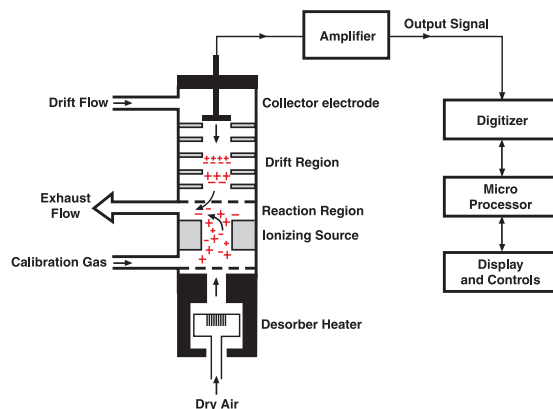 Amplifier
Output Signal
Drift Flow
Collector electrode
Digitizer
Drift Region
Exhaust
Flow
Micro
Processor
Reaction Region
Ionizing Source
Calibration Gas
Display
and Controls
Desorber Heater
Dry Air